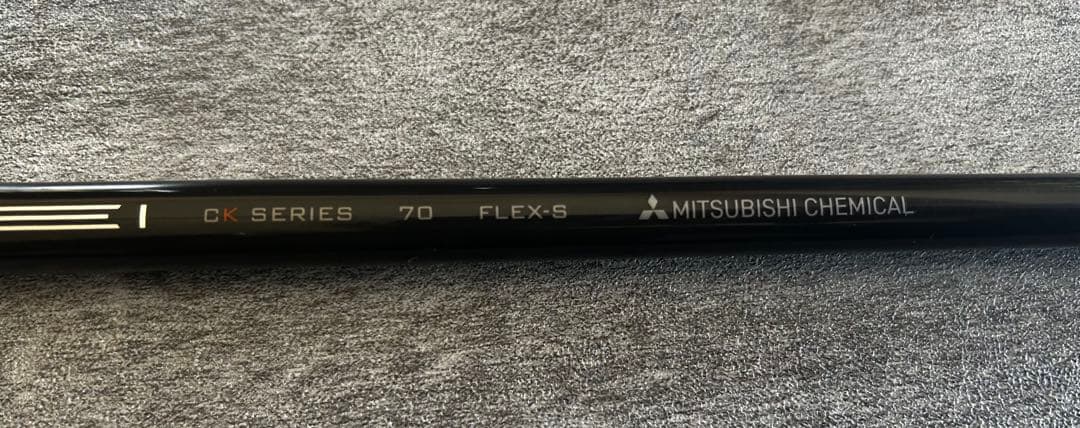 CK SERIES 70 FLEX-S MITSUBISHI CHEMICAL